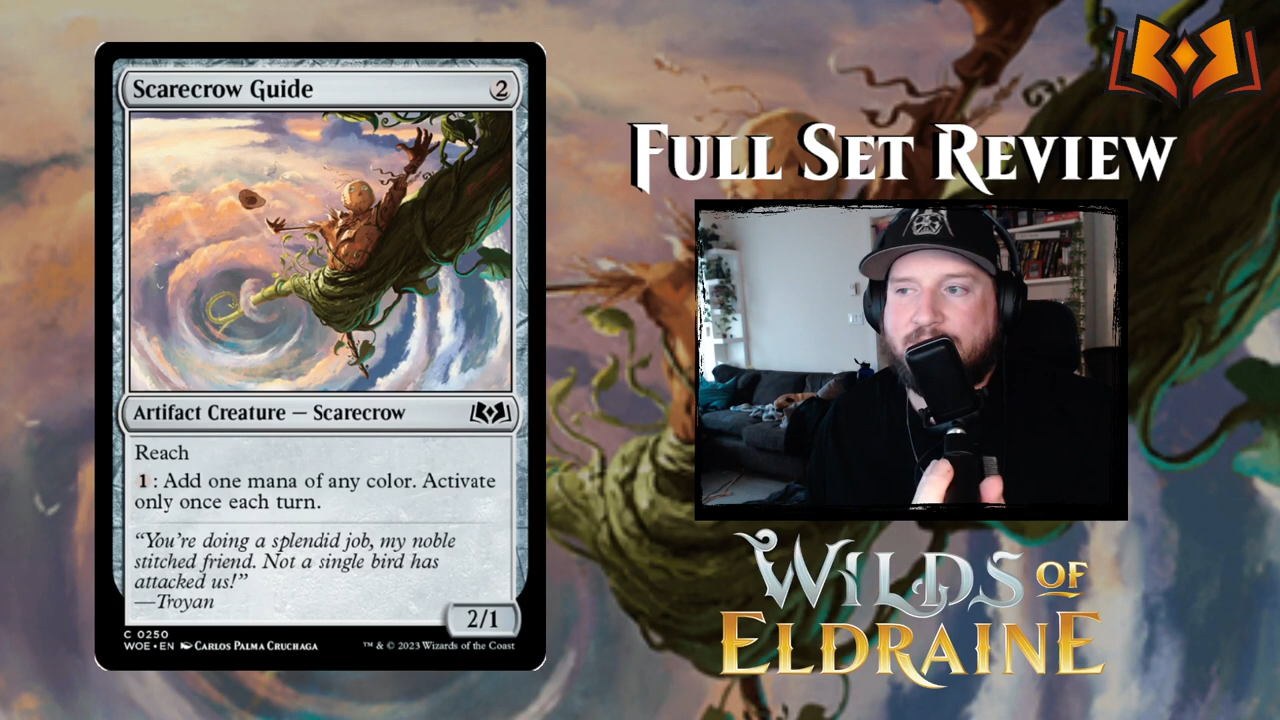 Scarecrow Guide 2
Artifact Creature — Scarecrow
Reach
1: Add one mana of any color. Activate
only once each turn.
“You’re doing a splendid job, my noble
stitched friend. Not a single bird has
attacked us!”
—Troyan
2/1
C 0250
WOE • EN CARLOS PALMA CRUCHAGA
™ & © 2023 Wizards of the Coast
FULL SET REVIEW
WILDS OF
ELDRAINE